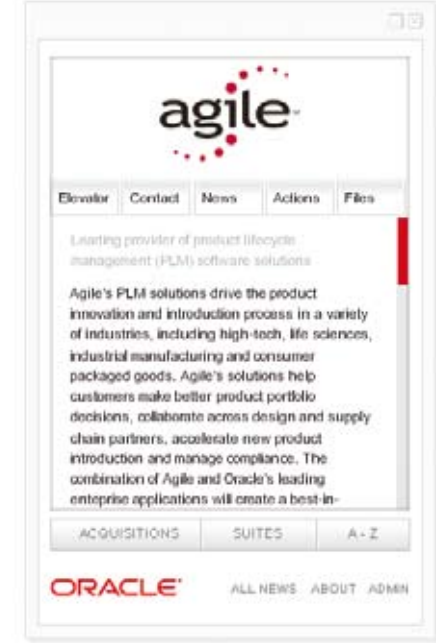 agile™
Elevator Contact News Actions Files
Leading provider of product lifecycle
management (PLM) software solutions
Agile's PLM solutions drive the product
innovation and introduction process in a variety
of industries, including high-tech, life sciences,
industrial manufacturing and consumer
packaged goods. Agile's solutions help
customers make better product portfolio
decisions, collaborate across design and supply
chain partners, accelerate new product
introduction and manage compliance. The
combination of Agile and Oracle's leading
enteprise applications will create a best-in-
ACQUISITIONS SUITES A - Z
ORACLE ALL NEWS ABOUT ADMIN